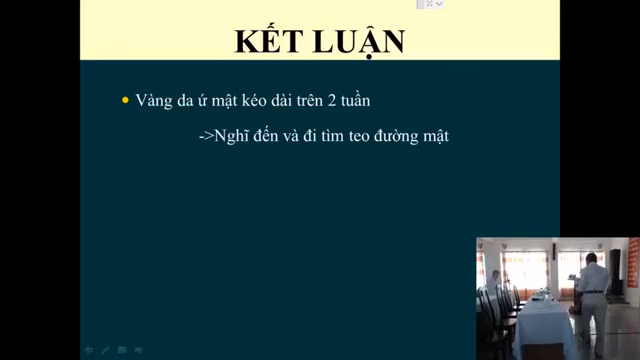 KẾT LUẬN
Vàng da ứ mật kéo dài trên 2 tuần
->Nghĩ đến và đi tìm teo đường mật